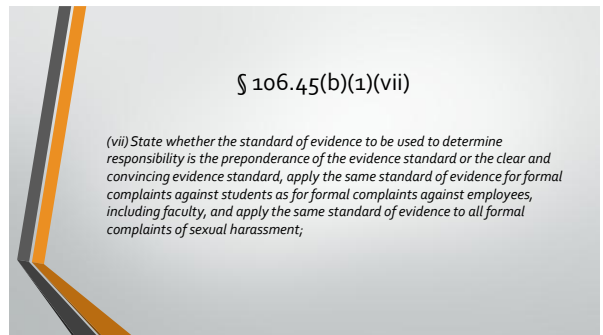 § 106.45(b)(1)(vii)
(vii) State whether the standard of evidence to be used to determine
responsibility is the preponderance of the evidence standard or the clear and
convincing evidence standard, apply the same standard of evidence for formal
complaints against students as for formal complaints against employees,
including faculty, and apply the same standard of evidence to all formal
complaints of sexual harassment;